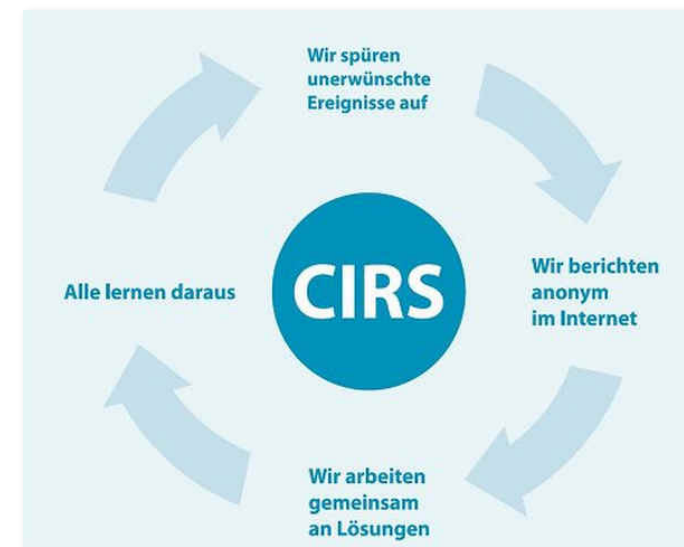 Wir spüren
unerwünschte
Ereignisse auf
Wir berichten
anonym
im Internet
Wir arbeiten
gemeinsam
an Lösungen
Alle lernen daraus
CIRS